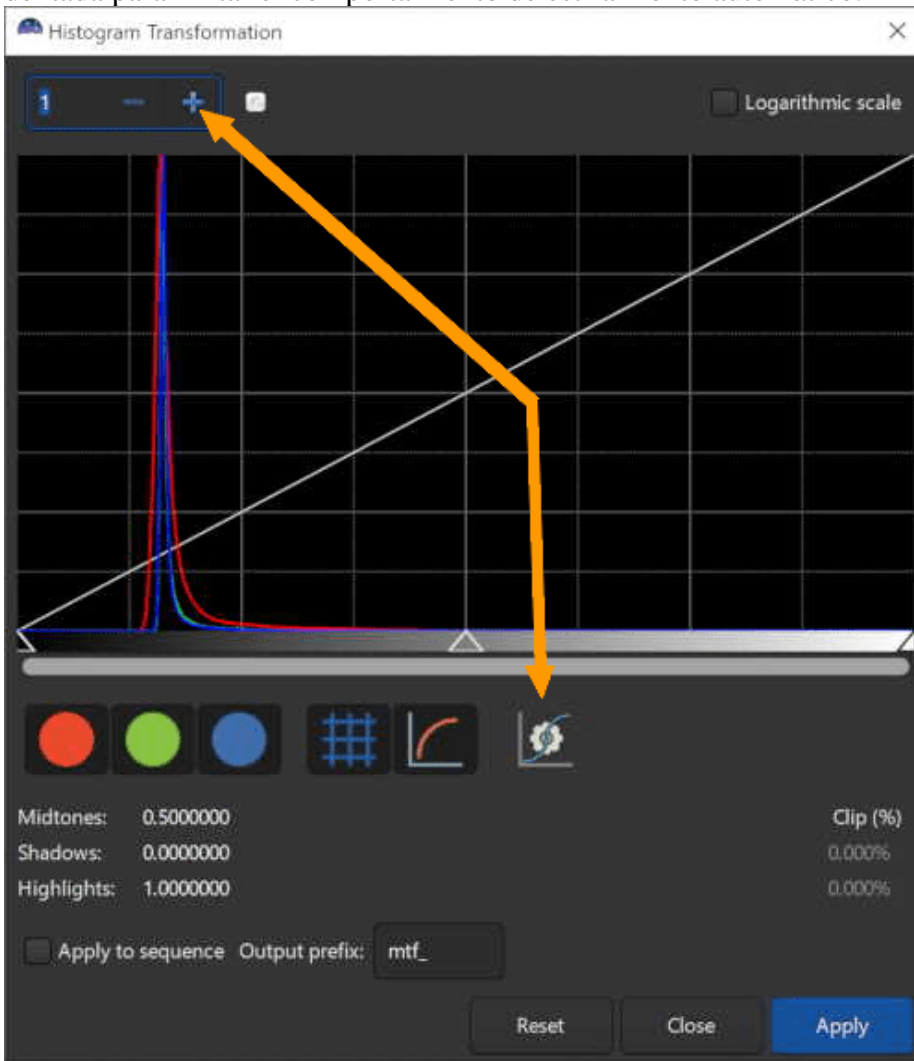 Histogram Transformation
1
Logarithmic scale
Midtones: 0.5000000 Clip (%)
Shadows: 0.0000000 0.000%
Highlights: 1.0000000 0.000%
Apply to sequence Output prefix: mtf_
Reset Close Apply